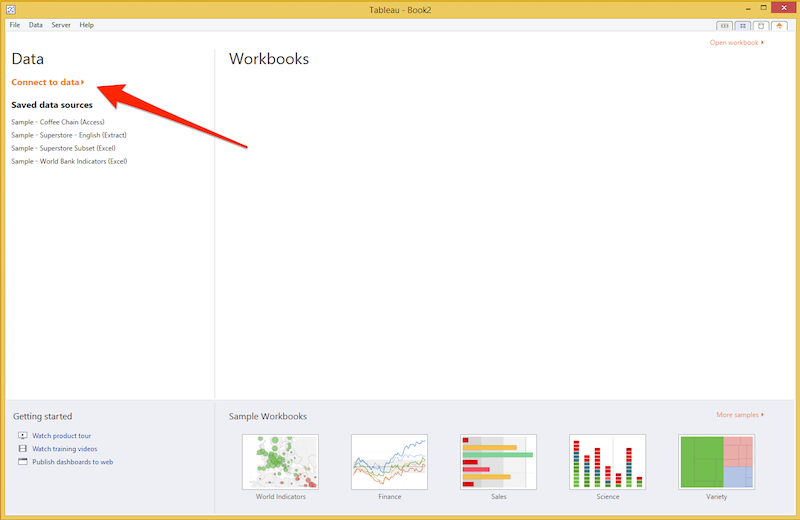 Tableau - Book2
File Data Server Help
Open workbook
Data
Workbooks
Connect to data
Saved data sources
Sample - Coffee Chain (Access)
Sample - Superstore - English (Extract)
Sample - Superstore Subset (Excel)
Sample - World Bank Indicators (Excel)
Getting started
Watch product tour
Watch training videos
Publish dashboards to web
Sample Workbooks
More samples
World Indicators
Finance
Sales
Science
Variety